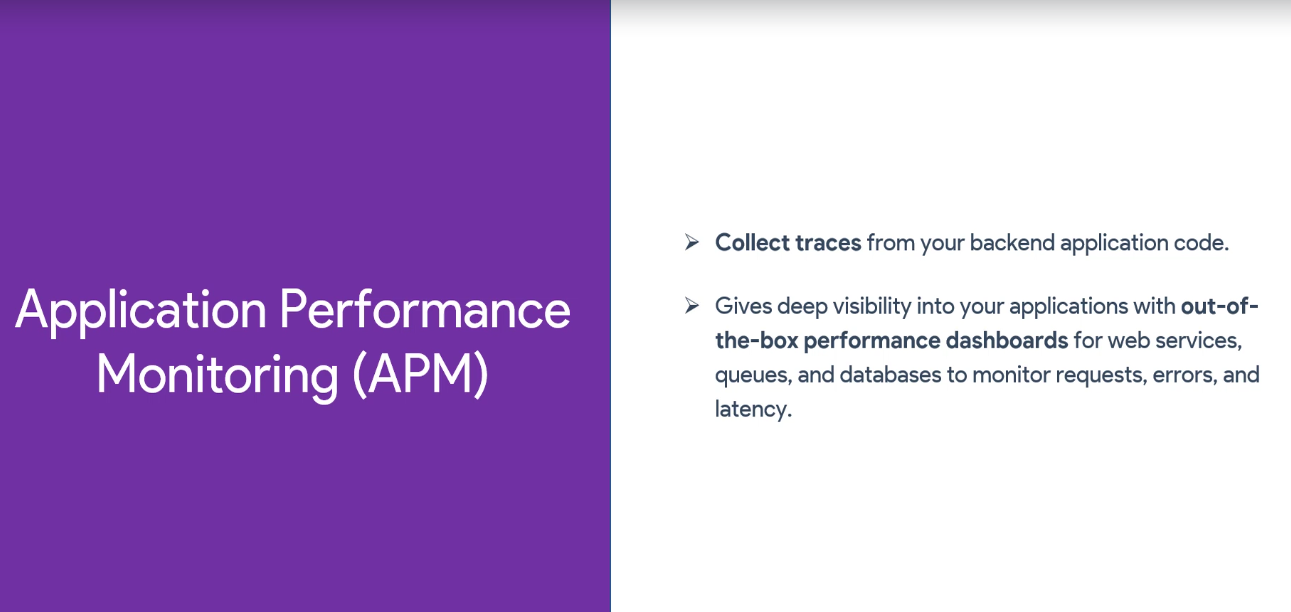 Application Performance
Monitoring (APM)
➢ Collect traces from your backend application code.
➢ Gives deep visibility into your applications with out-of-
the-box performance dashboards for web services,
queues, and databases to monitor requests, errors, and
latency.